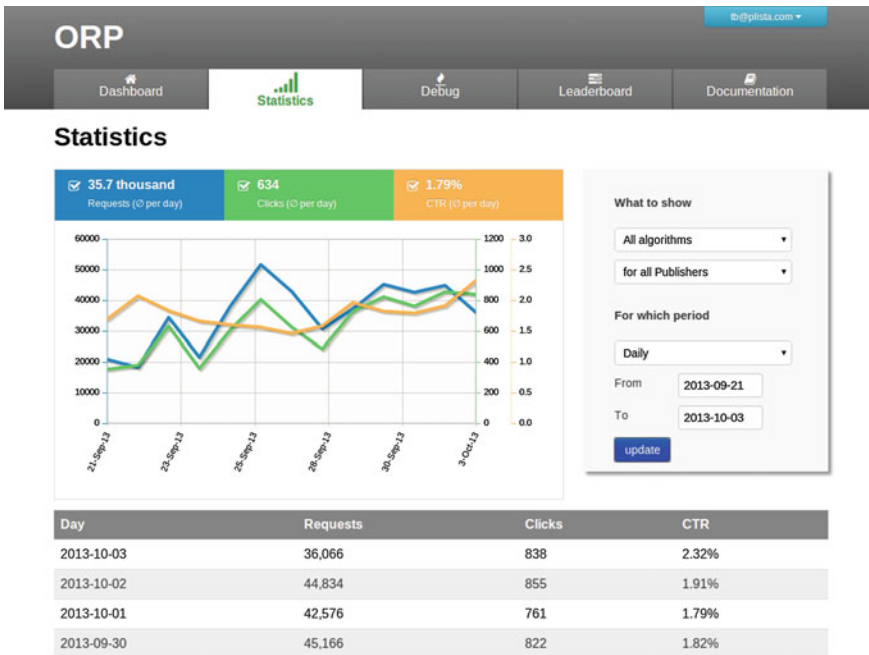 tb@plista.com
ORP
Dashboard
Statistics
Debug
Leaderboard
Documentation
Statistics
35.7 thousand
Requests (∅ per day)
634
Clicks (∅ per day)
1.79%
CTR (∅ per day)
60000
50000
40000
30000
20000
10000
0
1200
1000
800
600
400
200
0
3.0
2.5
2.0
1.5
1.0
0.5
0.0
21-Sep-13
23-Sep-13
25-Sep-13
28-Sep-13
30-Sep-13
3-Oct-13
What to show
All algorithms
for all Publishers
For which period
Daily
From 2013-09-21
To 2013-10-03
update
Day Requests Clicks CTR
2013-10-03 36,066 838 2.32%
2013-10-02 44,834 855 1.91%
2013-10-01 42,576 761 1.79%
2013-09-30 45,166 822 1.82%